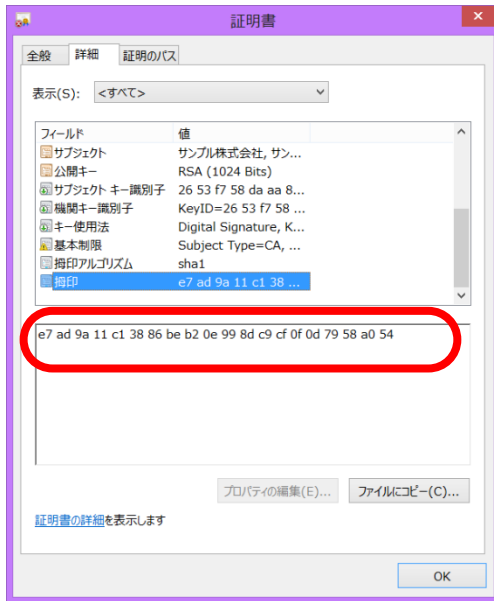 証明書
全般 詳細 証明のパス
表示(S): <すべて>
フィールド 値
サブジェクト サンプル株式会社, サン...
公開キー RSA (1024 Bits)
サブジェクト キー識別子 26 53 f7 58 da aa 8...
機関キー識別子 KeyID=26 53 f7 58 ...
キー使用法 Digital Signature, K...
基本制限 Subject Type=CA, ...
拇印アルゴリズム sha1
拇印 e7 ad 9a 11 c1 38 ...
e7 ad 9a 11 c1 38 86 be b2 0e 99 8d c9 cf 0f 0d 79 58 a0 54
プロパティの編集(E)... ファイルにコピー(C)...
証明書の詳細を表示します
OK